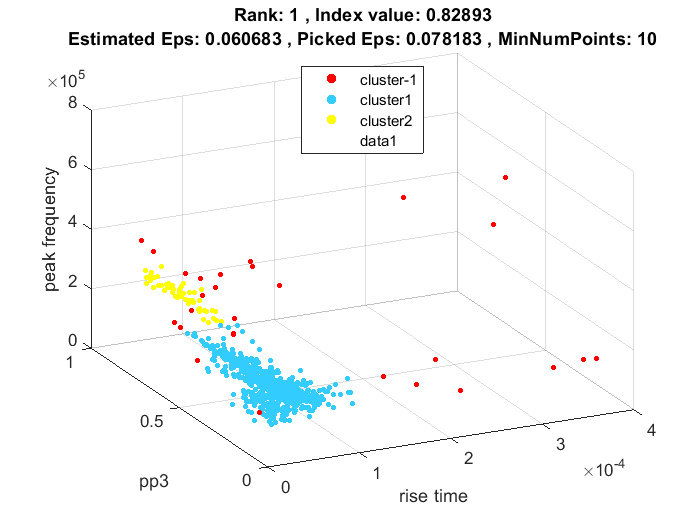 Rank: 1 , Index value: 0.82893
Estimated Eps: 0.060683 , Picked Eps: 0.078183 , MinNumPoints: 10
×10^5
8
6
4
2
0
peak frequency
cluster-1
cluster1
cluster2
data1
1
0.5
0
pp3
0
1
2
3
4
×10^-4
rise time